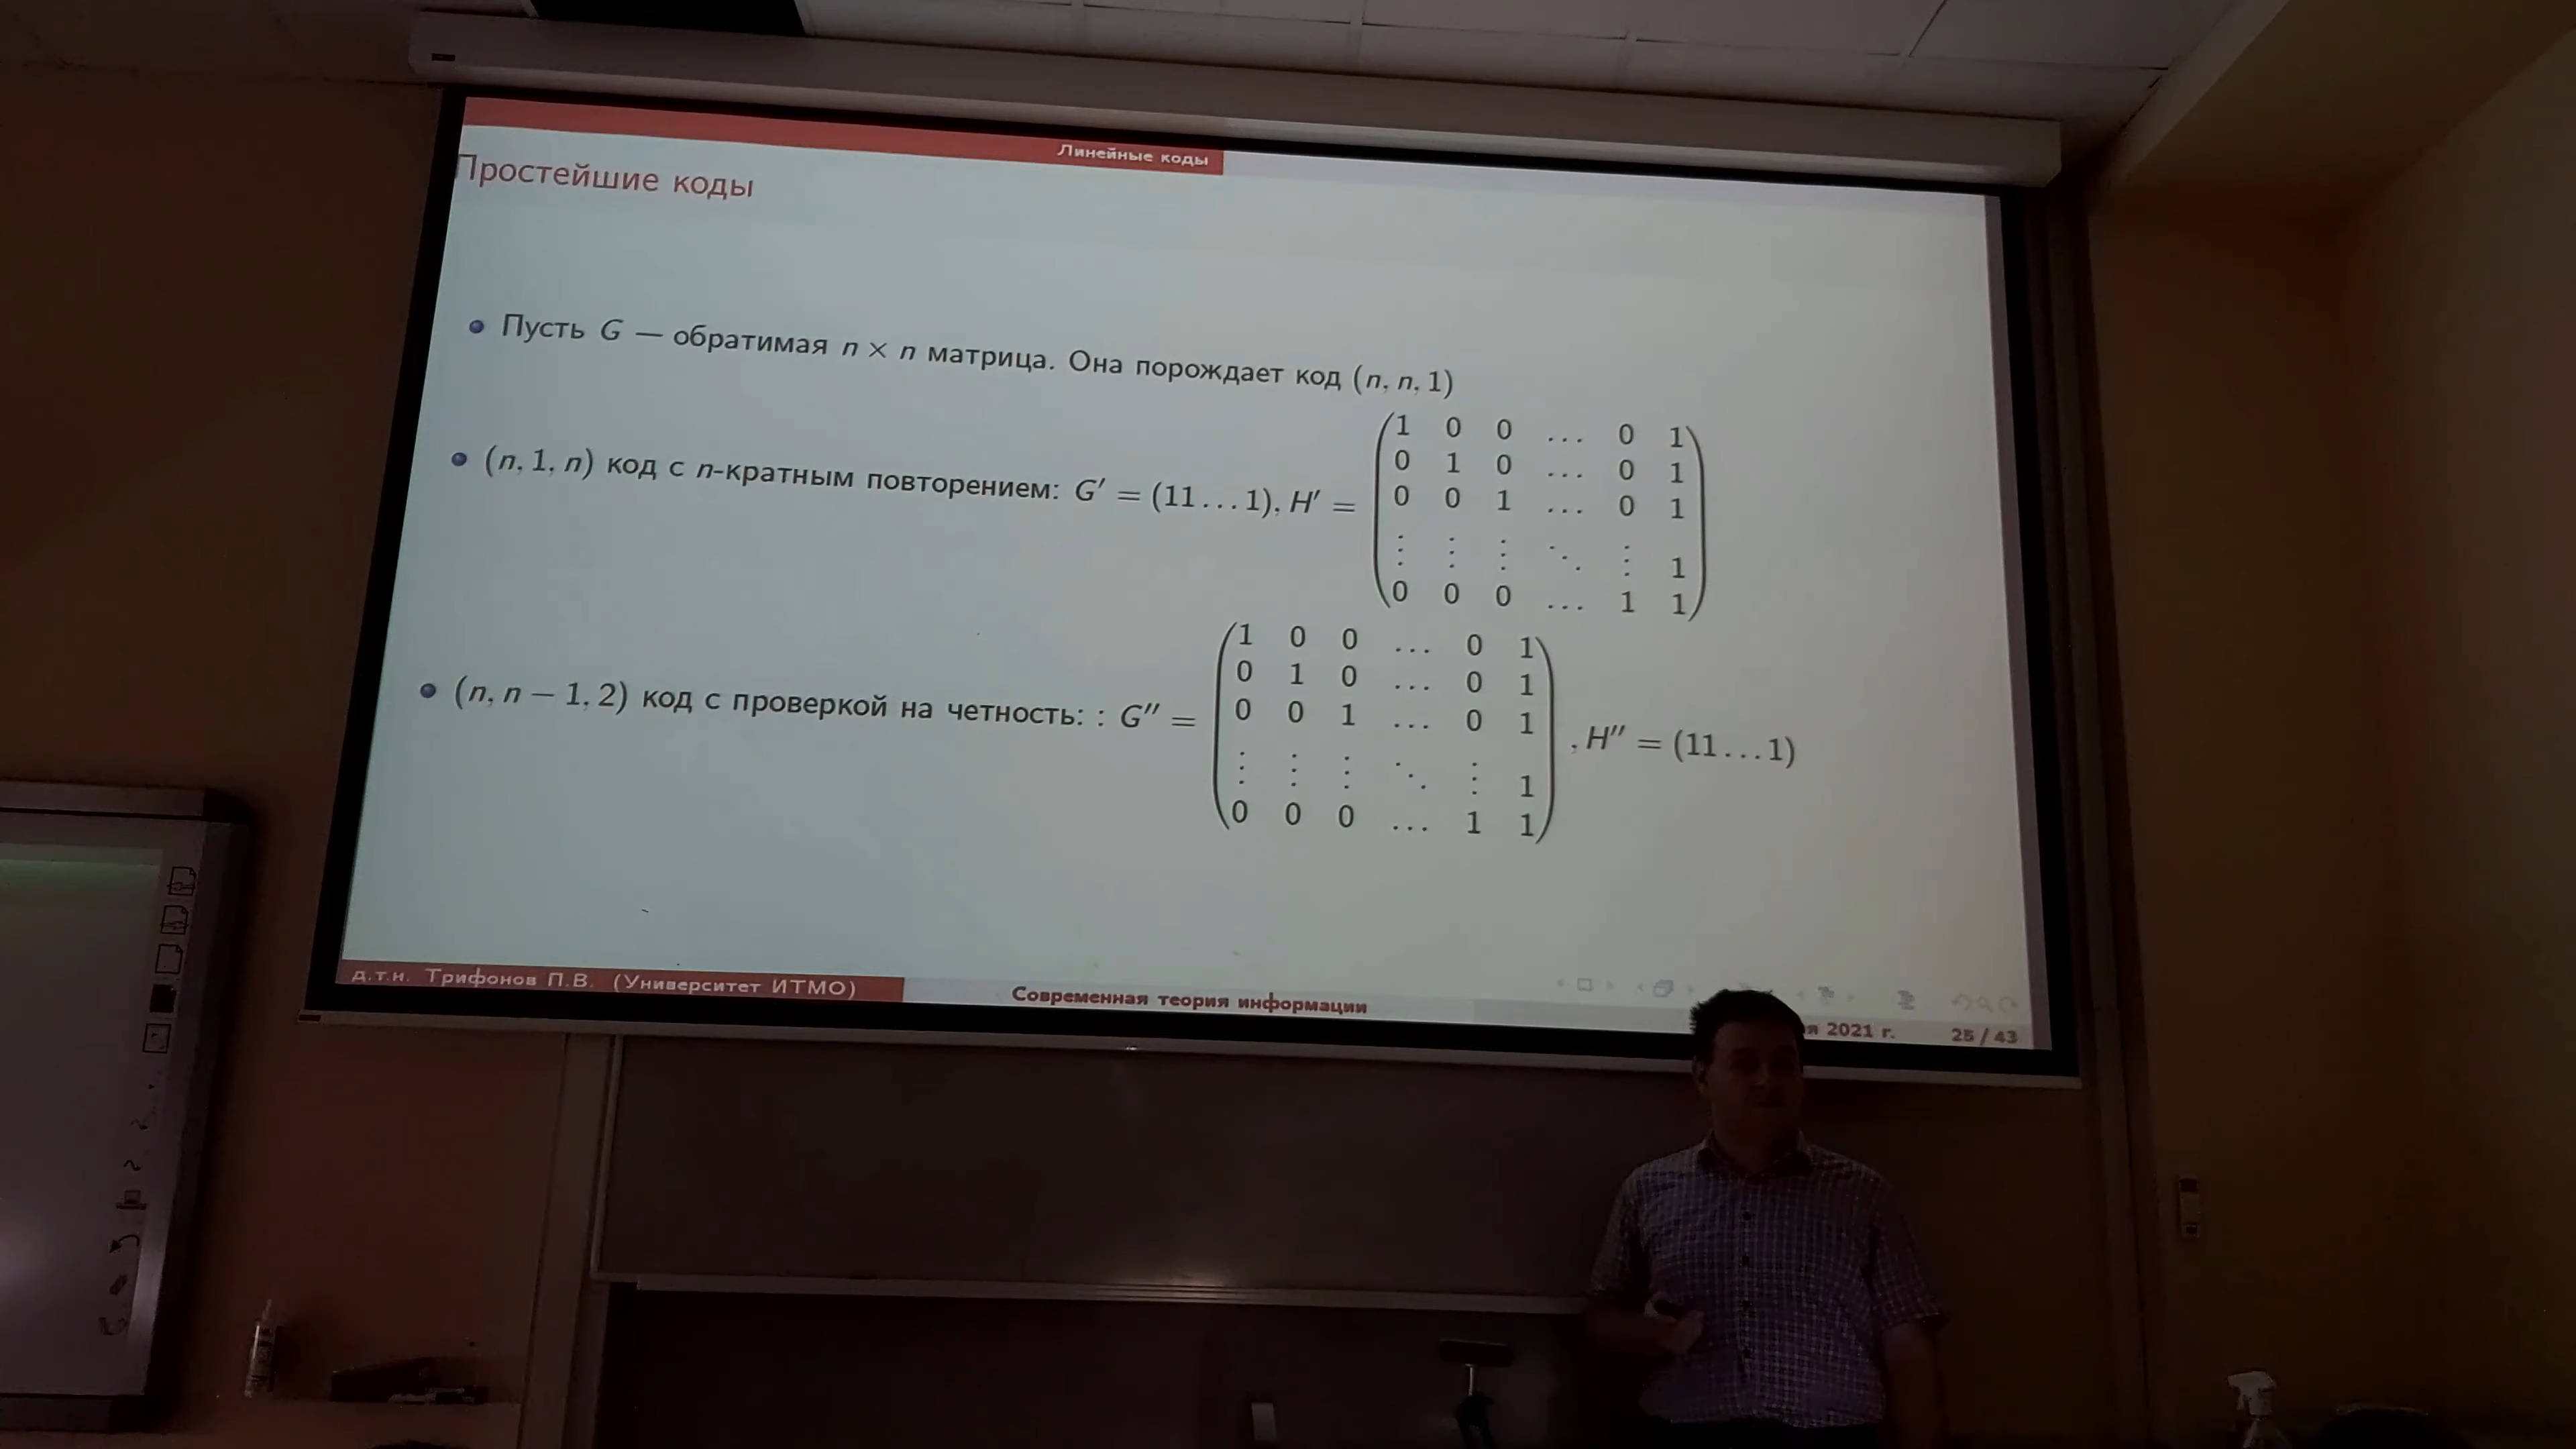 Линейные коды
Простейшие коды
Пусть G — обратимая n × n матрица. Она порождает код (n, n, 1)
(n, 1, n) код с n-кратным повторением: G′ = (11…1), H′ =
1 0 0 … 0 1
0 1 0 … 0 1
0 0 1 … 0 1
⋮ ⋮ ⋮ ⋱ ⋮ 1
0 0 0 … 1 1
(n, n − 1, 2) код с проверкой на четность: : G″ =
1 0 0 … 0 1
0 1 0 … 0 1
0 0 1 … 0 1
⋮ ⋮ ⋮ ⋱ ⋮ 1
0 0 0 … 1 1
, H″ = (11…1)
д.т.н. Трифонов П.В. (Университет ИТМО)
Современная теория информации
2021 г.
25 / 43